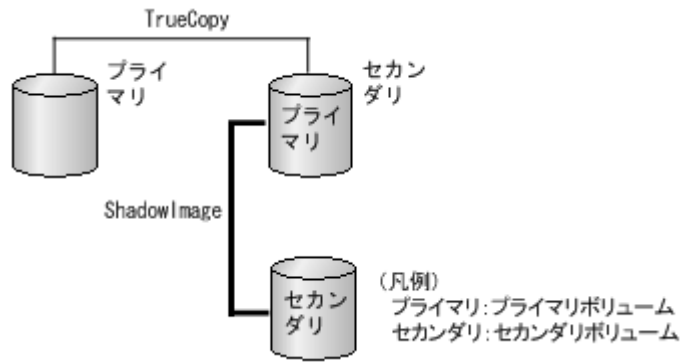 TrueCopy
プライ
マリ
セカン
ダリ
プライ
マリ
ShadowImage
セカン
ダリ
(凡例)
プライマリ:プライマリボリューム
セカンダリ:セカンダリボリューム